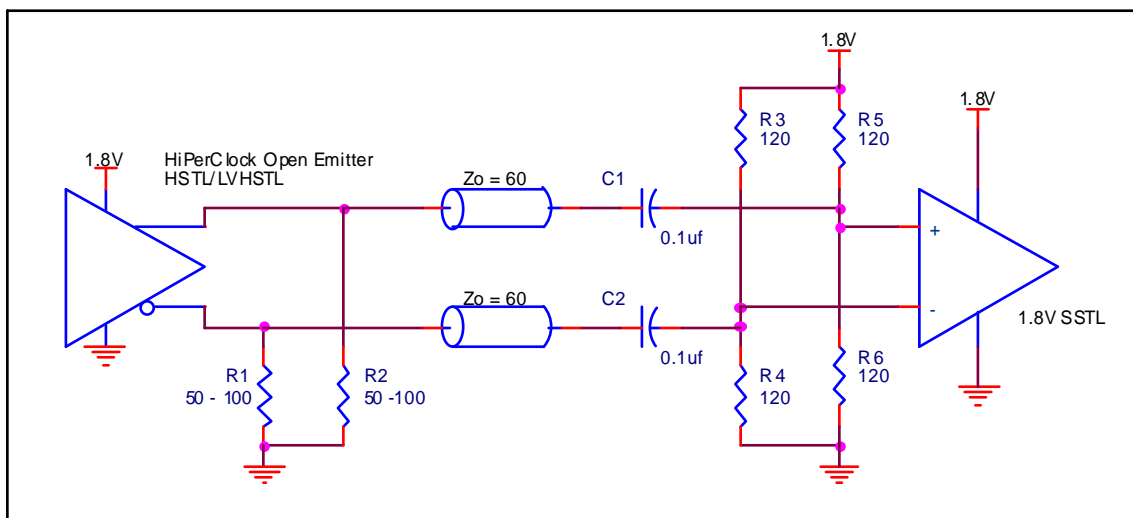 1.8V
HiPerClock Open Emitter
HSTL/LVHSTL
Zo = 60
C1
0.1uf
Zo = 60
C2
0.1uf
R1
50 - 100
R2
50 -100
1.8V
R3
120
R5
120
R4
120
R6
120
1.8V
+
-
1.8V SSTL